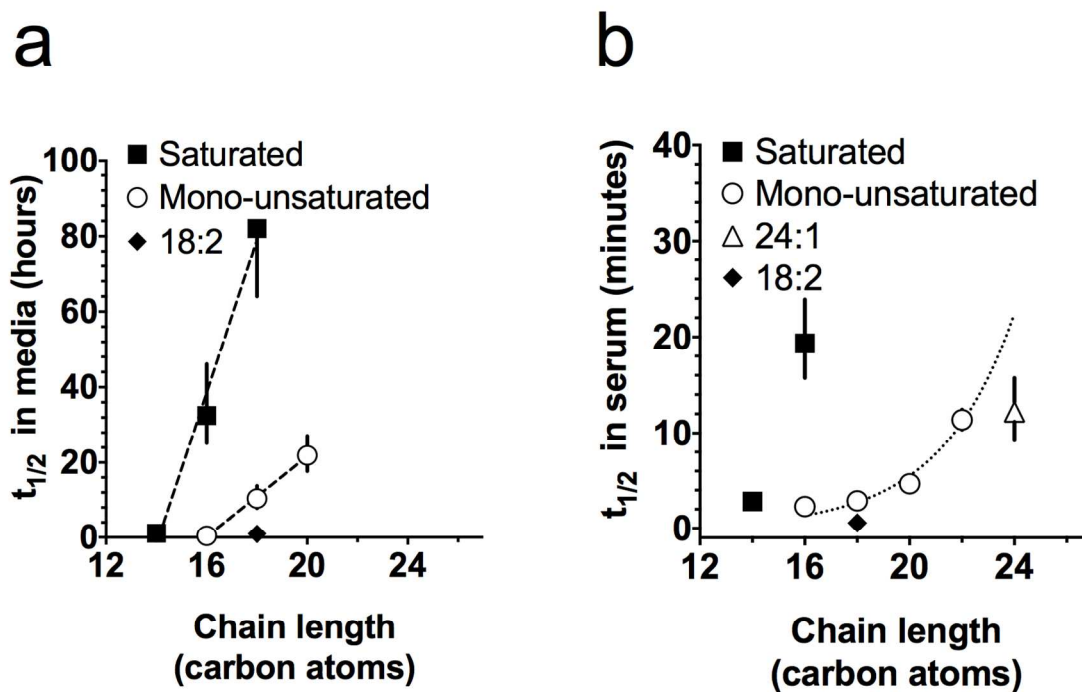 a
Saturated
Mono-unsaturated
18:2
100
80
60
40
20
0
t1/2 in media (hours)
12 16 20 24
Chain length
(carbon atoms)
b
Saturated
Mono-unsaturated
24:1
18:2
40
30
20
10
0
t1/2 in serum (minutes)
12 16 20 24
Chain length
(carbon atoms)